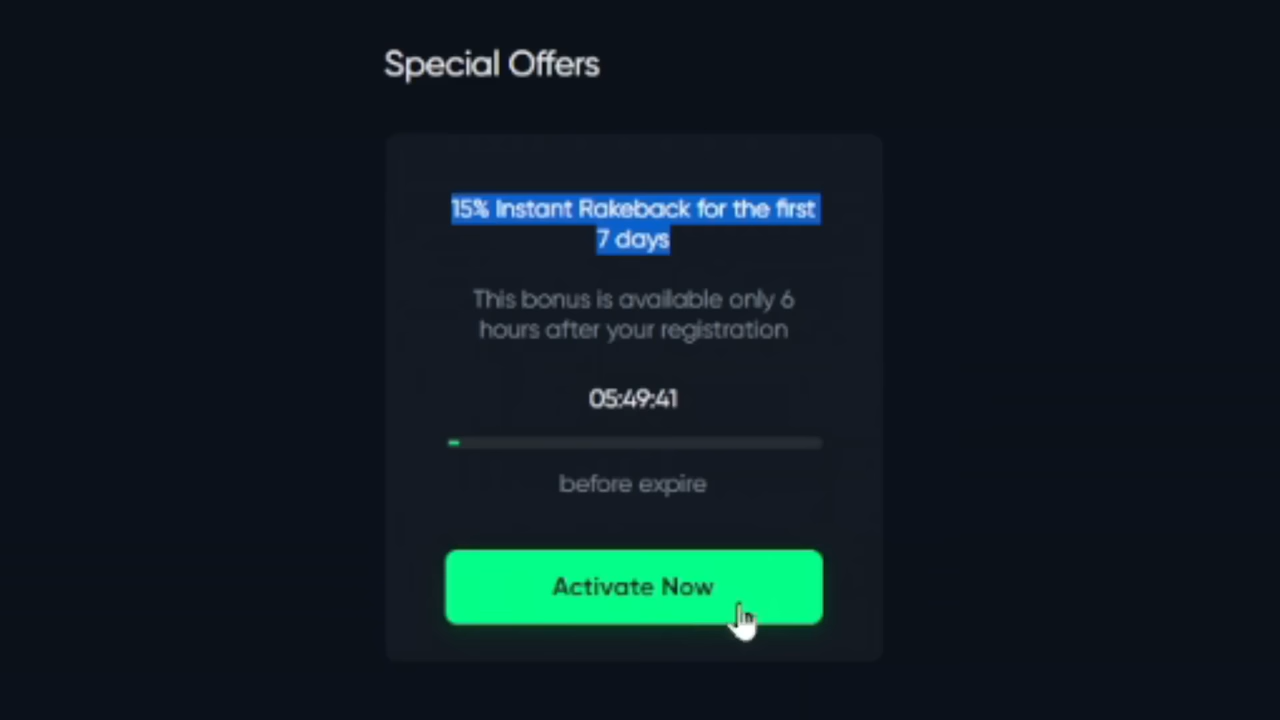 Special Offers
15% Instant Rakeback for the first
7 days
This bonus is available only 6
hours after your registration
05:49:41
before expire
Activate Now